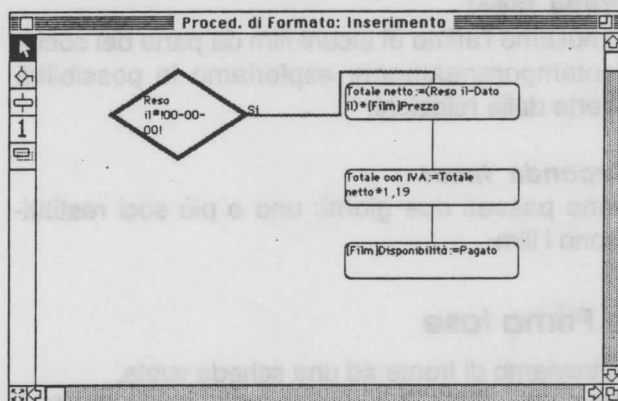 Proced. di Formato: Inserimento
Reso
il#!00-00-
00!
Sì
Totale netto:=(Reso il-Dato
il)*[Film]Prezzo
Totale con IVA:=Totale
netto*1,19
[Film]Disponibilità:=Pagato
1